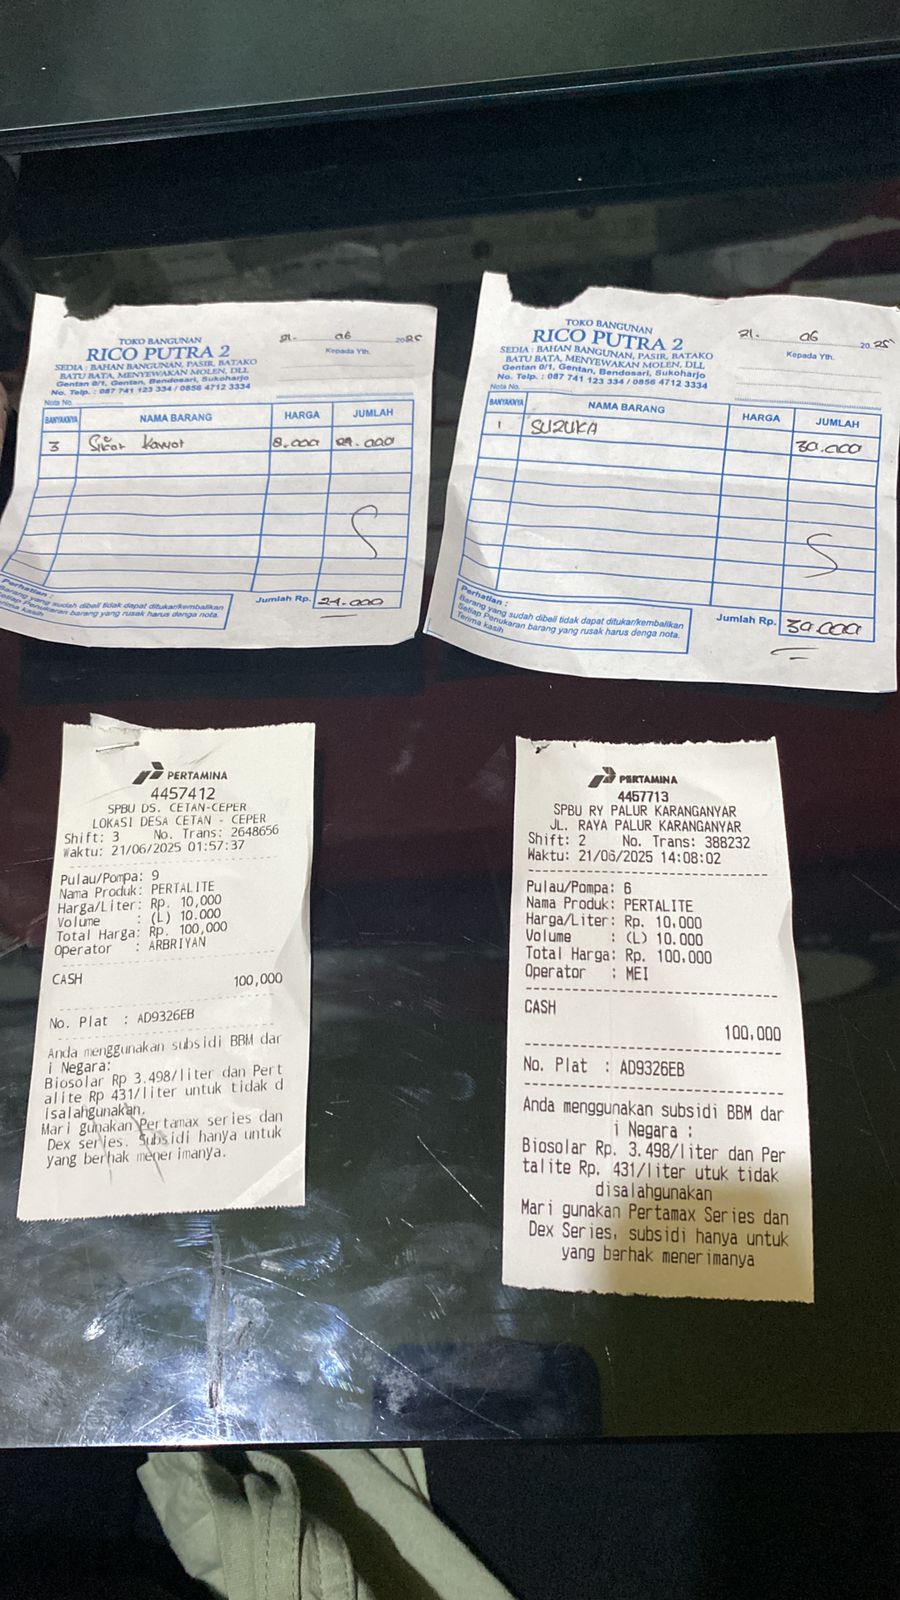 TOKO BANGUNAN
RICO PUTRA 2
SEDIA : BAHAN BANGUNAN, PASIR, BATAKO
BATU BATA, MENYEWAKAN MOLEN, DLL
Gentan 0/1, Gentan, Bendosari, Sukoharjo
No. Telp. : 087 741 123 334 / 0856 4712 3334
21. 06 2025
Kepada Yth.
Nota No.
BANYAKNYA NAMA BARANG HARGA JUMLAH
3 Sikat Kawat 8.000 24.000
Perhatian :
Barang yang sudah dibeli tidak dapat ditukar/kembalikan
Setiap Penukaran barang yang rusak harus denga nota.
Terima kasih
Jumlah Rp. 24.000
TOKO BANGUNAN
RICO PUTRA 2
SEDIA : BAHAN BANGUNAN, PASIR, BATAKO
BATU BATA, MENYEWAKAN MOLEN, DLL
Gentan 0/1, Gentan, Bendosari, Sukoharjo
No. Telp. : 087 741 123 334 / 0856 4712 3334
21. 06 2025
Kepada Yth.
Nota No.
BANYAKNYA NAMA BARANG HARGA JUMLAH
1 SUZUKA 30.000
Perhatian :
Barang yang sudah dibeli tidak dapat ditukar/kembalikan
Setiap Penukaran barang yang rusak harus denga nota.
Terima kasih
Jumlah Rp. 30.000
PERTAMINA
4457412
SPBU DS. CETAN-CEPER
LOKASI DESA CETAN - CEPER
Shift: 3 No. Trans: 2648656
Waktu: 21/06/2025 01:57:37
Pulau/Pompa: 9
Nama Produk: PERTALITE
Harga/Liter: Rp. 10,000
Volume : (L) 10.000
Total Harga: Rp. 100,000
Operator : ARBRIYAN
CASH
100,000
No. Plat : AD9326EB
Anda menggunakan subsidi BBM dar
i Negara:
Biosolar Rp 3.498/liter dan Pert
alite Rp 431/liter untuk tidak d
isalahgunakan.
Mari gunakan Pertamax series dan
Dex series. Subsidi hanya untuk
yang berhak menerimanya.
PERTAMINA
4457713
SPBU RY PALUR KARANGANYAR
JL. RAYA PALUR KARANGANYAR
Shift: 2 No. Trans: 388232
Waktu: 21/06/2025 14:08:02
Pulau/Pompa: 6
Nama Produk: PERTALITE
Harga/Liter: Rp. 10.000
Volume : (L) 10.000
Total Harga: Rp. 100.000
Operator : MEI
CASH
100.000
No. Plat : AD9326EB
Anda menggunakan subsidi BBM dar
i Negara :
Biosolar Rp. 3.498/liter dan Per
talite Rp. 431/liter utuk tidak
disalahgunakan
Mari gunakan Pertamax Series dan
Dex Series, subsidi hanya untuk
yang berhak menerimanya